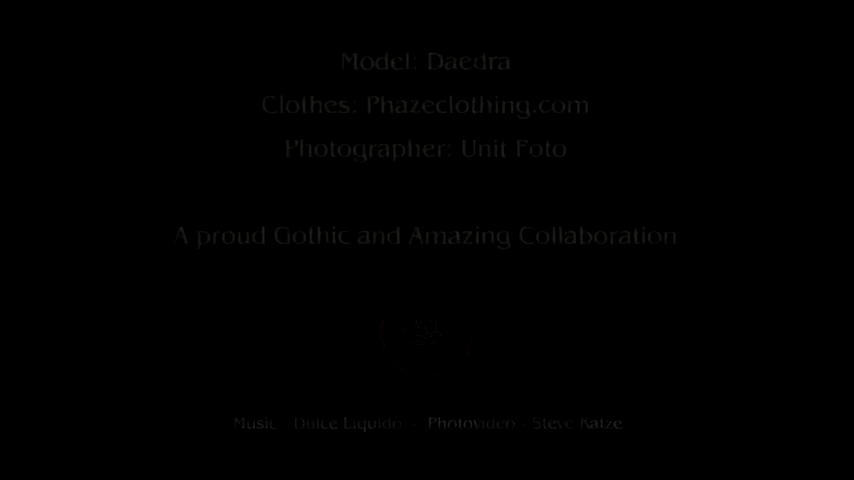 Model: Daedra
Clothes: Phazeclothing.com
Photographer: Unit Foto
A proud Gothic and Amazing Collaboration
Music - Dulce Liquido - Photovideo - Steve Katze